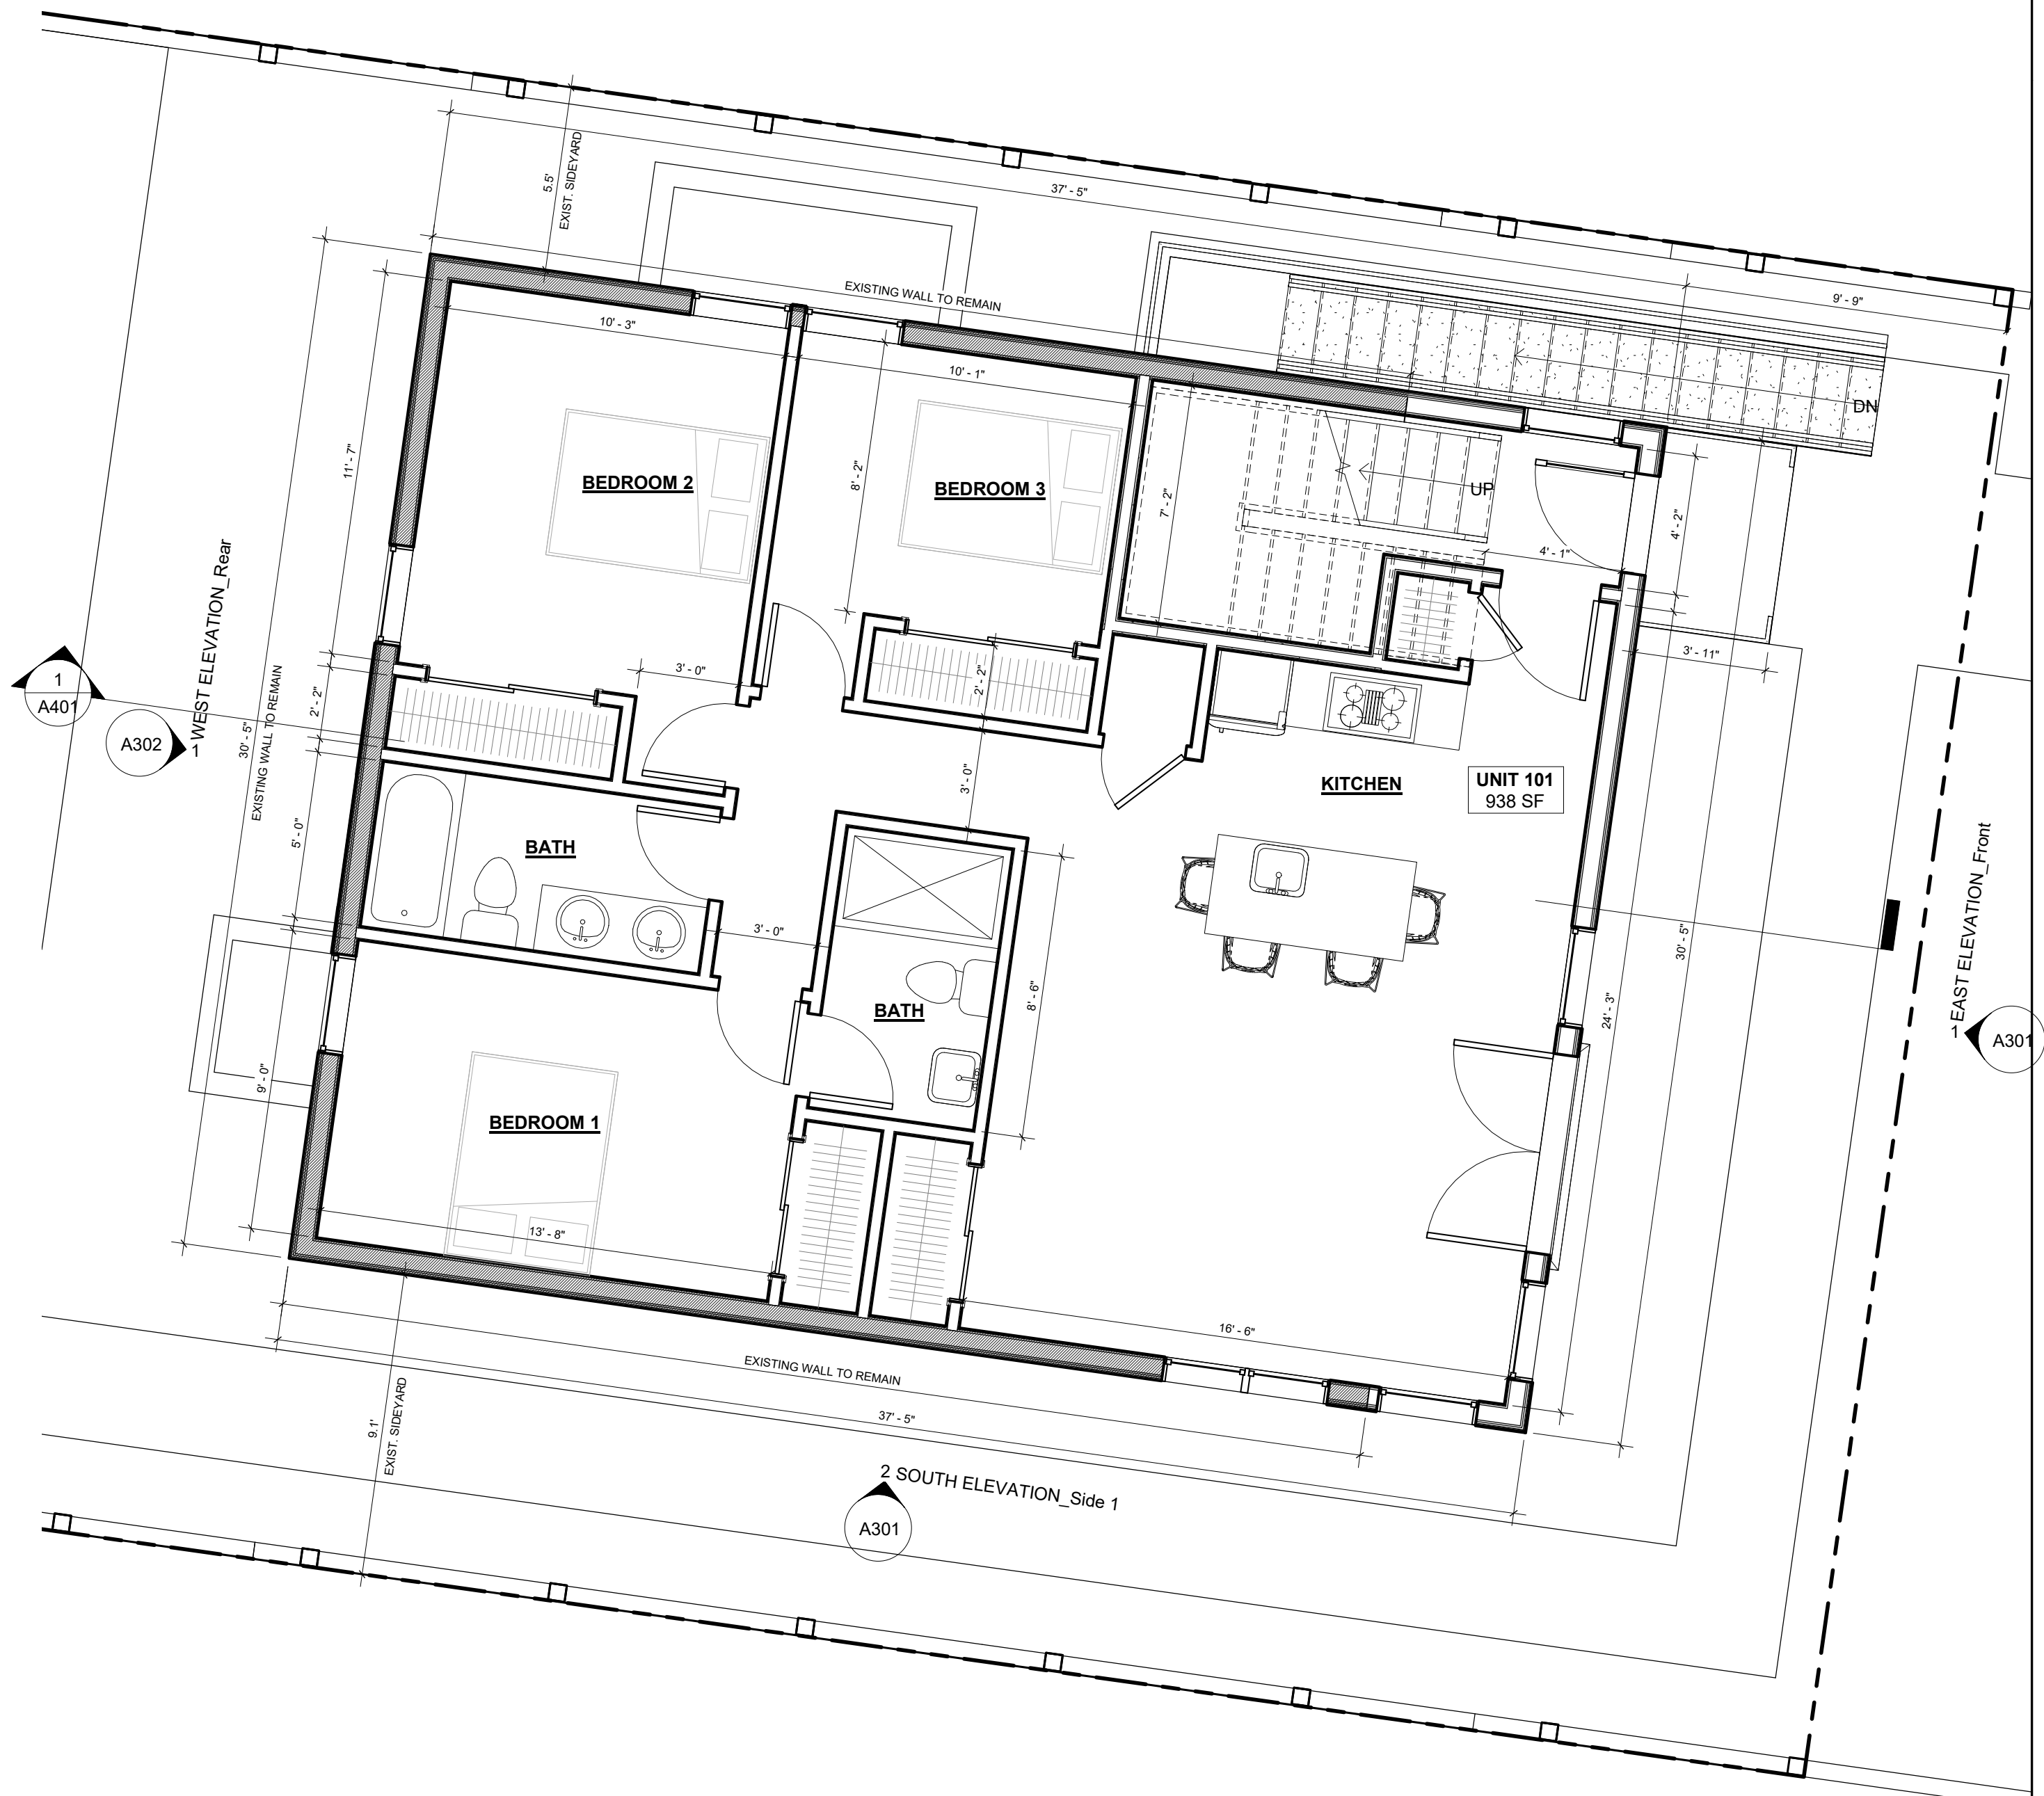 5.5'
EXIST. SIDEYARD
37' - 5"
9' - 9"
EXISTING WALL TO REMAIN
10' - 3"
10' - 1"
DN
11' - 7"
BEDROOM 2
8' - 2"
BEDROOM 3
7' - 2"
UP
4' - 1"
4' - 2"
3' - 11"
1
A401
A302
1
WEST ELEVATION_Rear
30' - 5"
EXISTING WALL TO REMAIN
2' - 2"
3' - 0"
2' - 2"
3' - 0"
KITCHEN
UNIT 101
938 SF
5' - 0"
BATH
3' - 0"
BATH
8' - 6"
30' - 5"
24' - 3"
1
EAST ELEVATION_Front
A301
9' - 0"
BEDROOM 1
13' - 8"
16' - 6"
EXISTING WALL TO REMAIN
37' - 5"
9.1'
EXIST. SIDEYARD
2 SOUTH ELEVATION_Side 1
A301